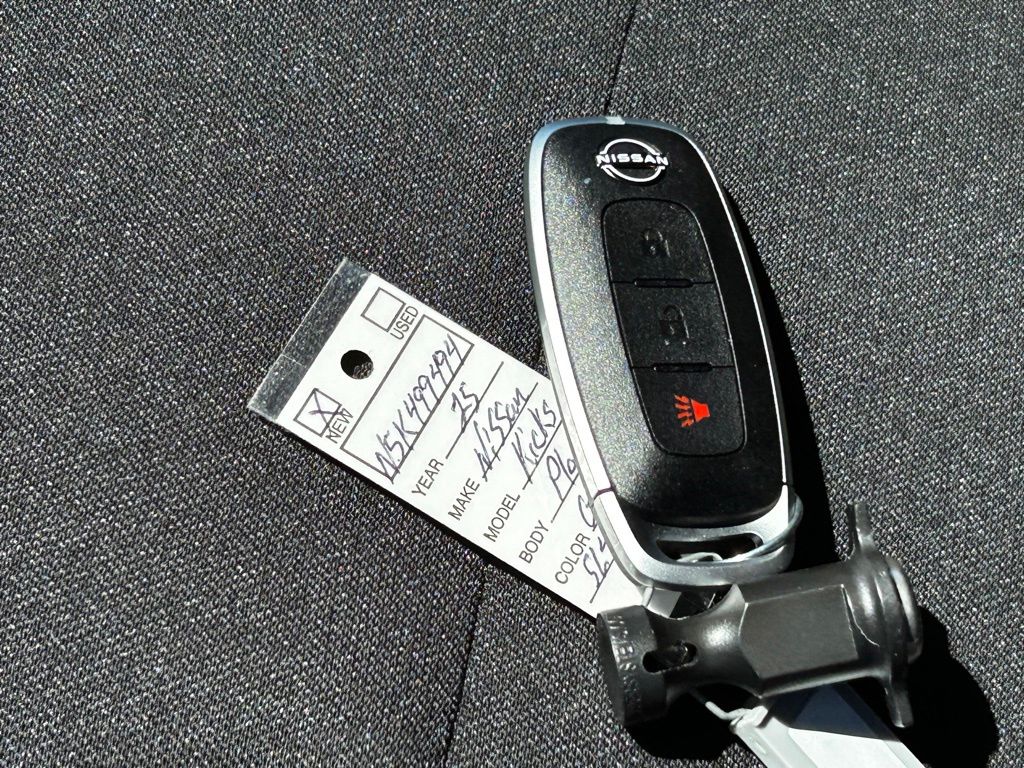 NISSAN
USED
NEW
N5K499494
YEAR 25
MAKE Nissan
MODEL Kicks
BODY
COLOR